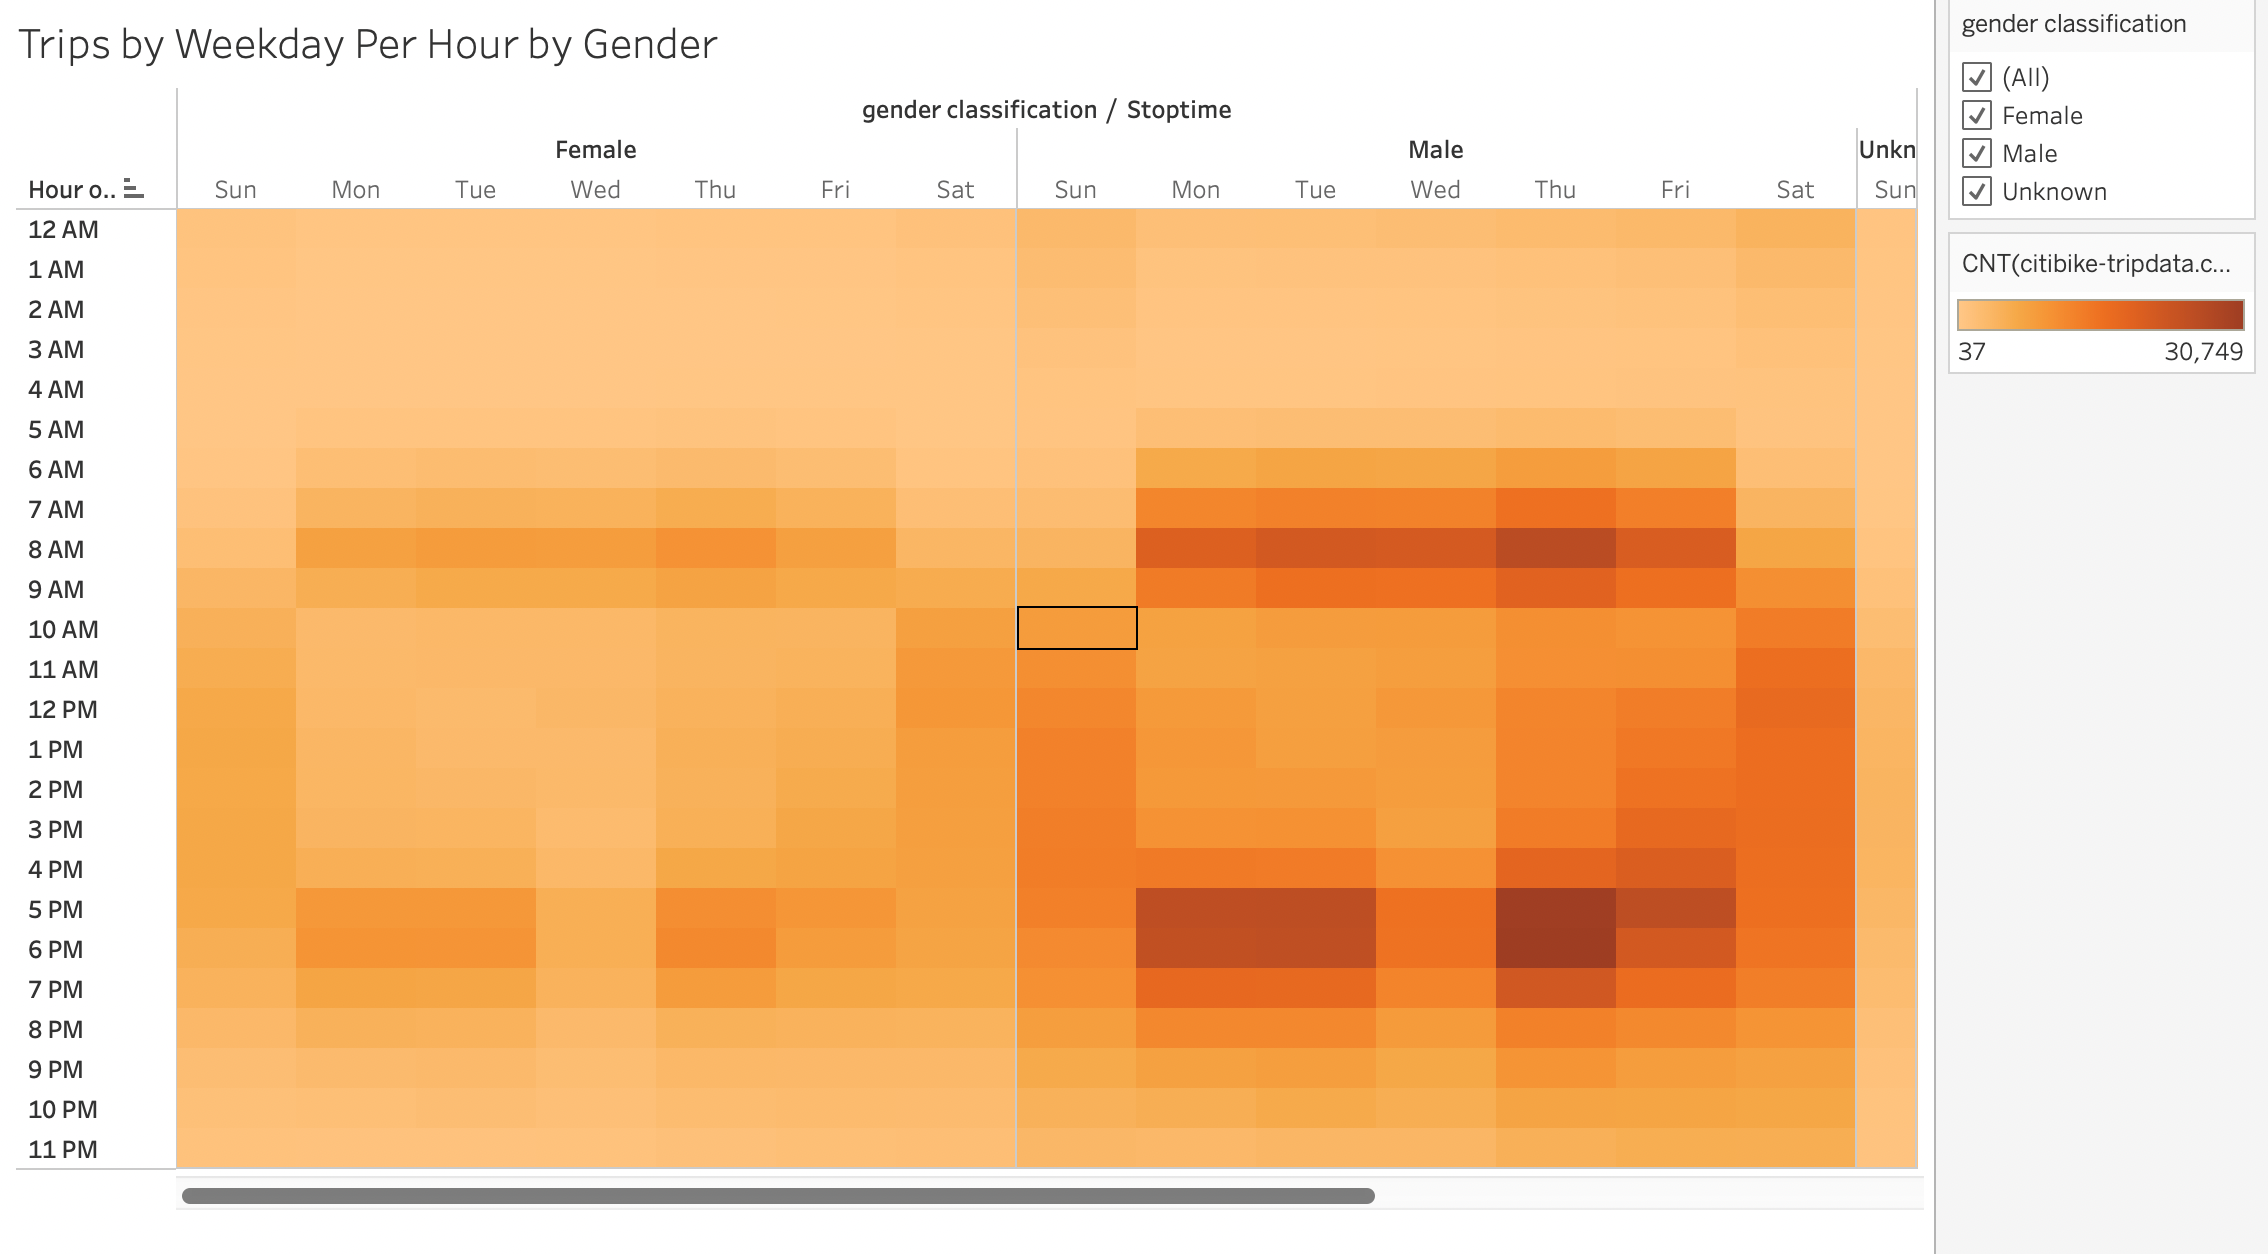 Trips by Weekday Per Hour by Gender
gender classification / Stoptime
Female Male Unkn
Hour o.. Sun Mon Tue Wed Thu Fri Sat Sun Mon Tue Wed Thu Fri Sat Sun
12 AM
1 AM
2 AM
3 AM
4 AM
5 AM
6 AM
7 AM
8 AM
9 AM
10 AM
11 AM
12 PM
1 PM
2 PM
3 PM
4 PM
5 PM
6 PM
7 PM
8 PM
9 PM
10 PM
11 PM
gender classification
(All)
Female
Male
Unknown
CNT(citibike-tripdata.c...
37 30,749